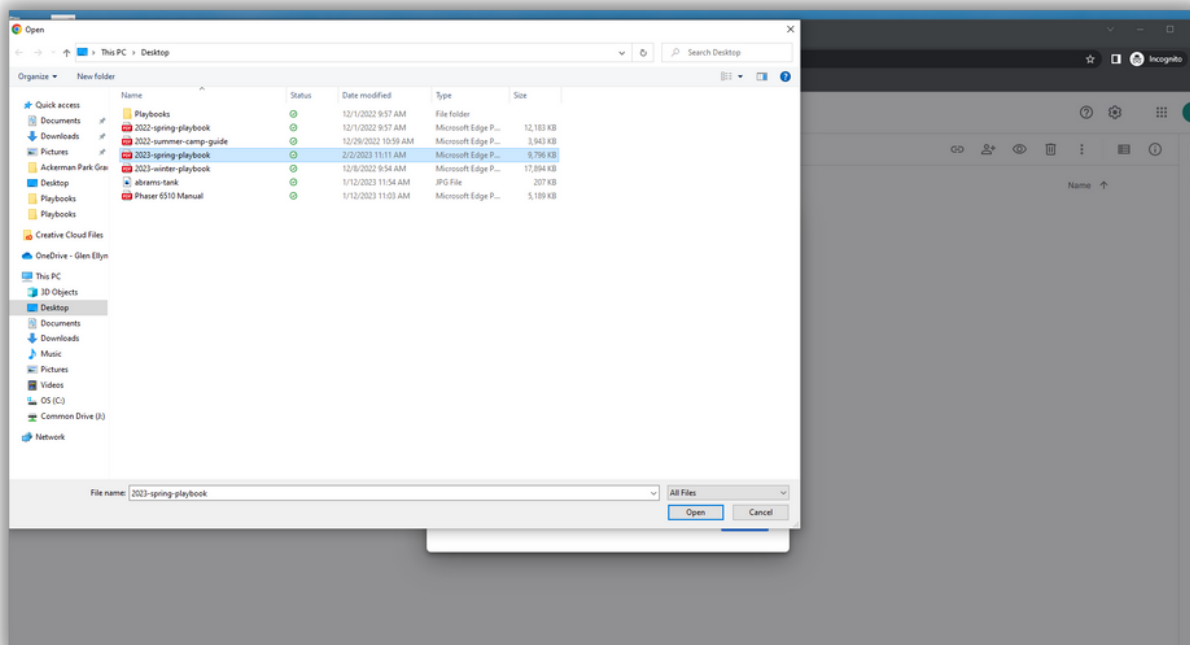 Open
This PC > Desktop
Search Desktop
Organize
New folder
Incognito
Name
Status
Date modified
Type
Size
Quick access
Documents
Downloads
Pictures
Ackerman Park Gra
Desktop
Playbooks
Playbooks
Creative Cloud Files
OneDrive - Glen Ellyn
This PC
3D Objects
Desktop
Documents
Downloads
Music
Pictures
Videos
OS (C:)
Common Drive (J:)
Network
Playbooks 12/1/2022 9:57 AM File folder
2022-spring-playbook 12/1/2022 9:57 AM Microsoft Edge P... 12,183 KB
2022-summer-camp-guide 12/29/2022 10:59 AM Microsoft Edge P... 3,943 KB
2023-spring-playbook 2/2/2023 11:11 AM Microsoft Edge P... 9,796 KB
2023-winter-playbook 12/8/2022 9:54 AM Microsoft Edge P... 17,894 KB
abrams-tank 1/12/2023 11:54 AM JPG File 207 KB
Phaser 6510 Manual 1/12/2023 11:03 AM Microsoft Edge P... 5,189 KB
Name
File name: 2023-spring-playbook
All Files
Open
Cancel